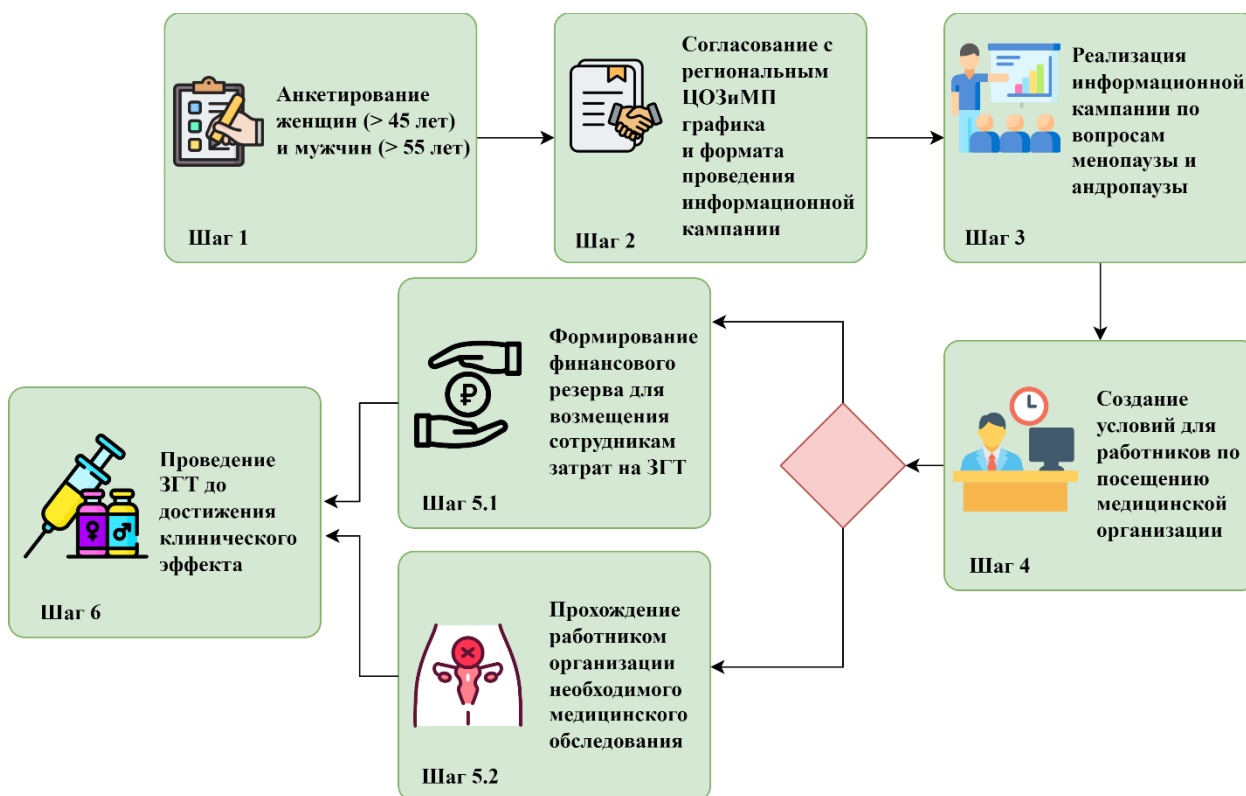 Анкетирование
женщин (> 45 лет)
и мужчин (> 55 лет)
Шаг 1
Согласование с
региональным
ЦОЗиМП
графика
и формата
проведения
информационной
кампании
Шаг 2
Реализация
информационной
кампании по
вопросам
менопаузы и
андропаузы
Шаг 3
Создание
условий для
работников по
посещению
медицинской
организации
Шаг 4
Формирование
финансового
резерва для
возмещения
сотрудникам
затрат на ЗГТ
Шаг 5.1
Прохождение
работником
организации
необходимого
медицинского
обследования
Шаг 5.2
Проведение
ЗГТ до
достижения
клинического
эффекта
Шаг 6